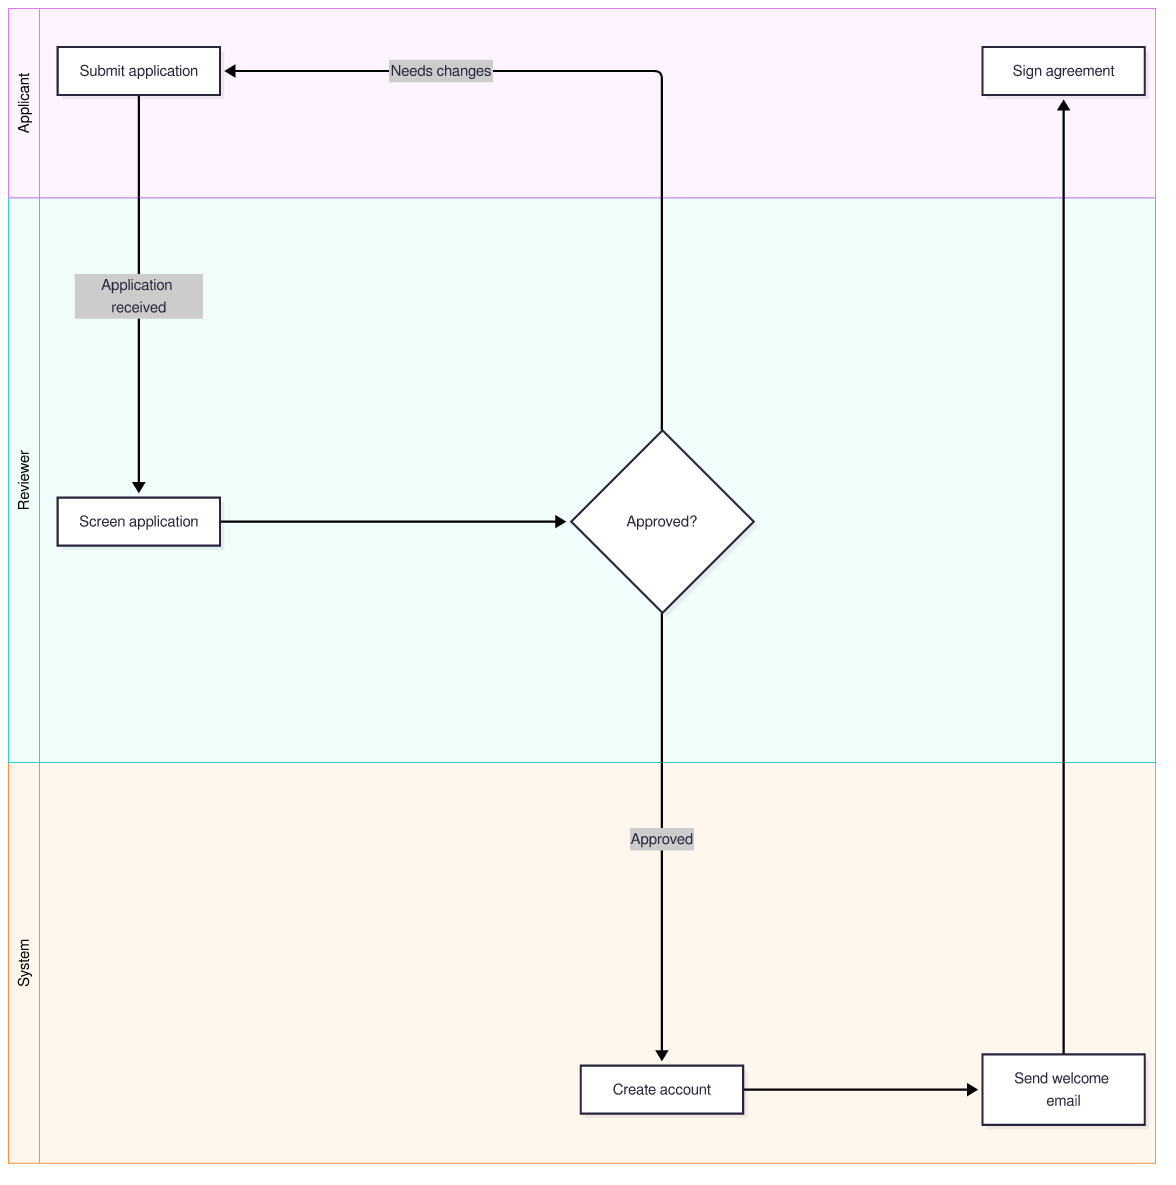 Applicant
Submit application
Needs changes
Sign agreement
Reviewer
Application
received
Screen application
Approved?
System
Approved
Create account
Send welcome
email